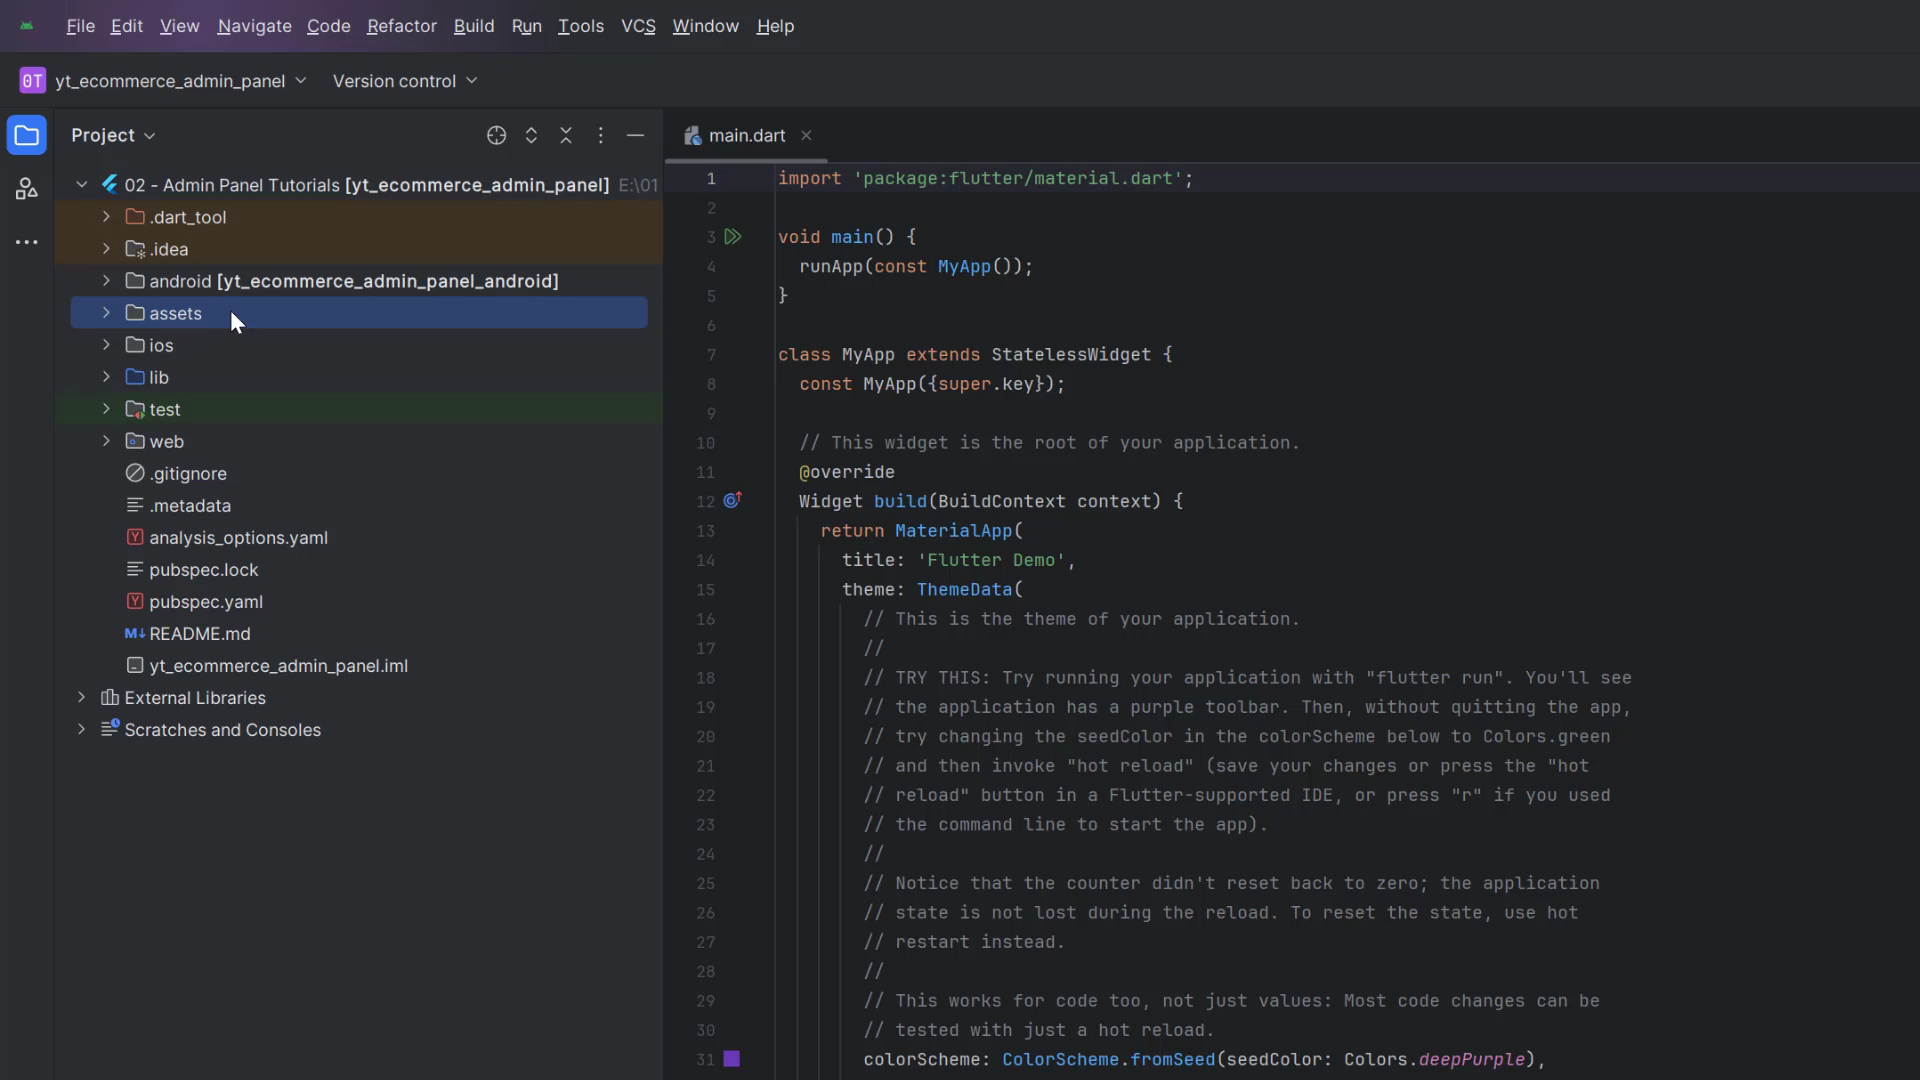 File Edit View Navigate Code Refactor Build Run Tools VCS Window Help
0T yt_ecommerce_admin_panel Version control
Project
02 - Admin Panel Tutorials [yt_ecommerce_admin_panel] E:\01
.dart_tool
.idea
android [yt_ecommerce_admin_panel_android]
assets
ios
lib
test
web
.gitignore
.metadata
analysis_options.yaml
pubspec.lock
pubspec.yaml
README.md
yt_ecommerce_admin_panel.iml
External Libraries
Scratches and Consoles
main.dart
1 import 'package:flutter/material.dart';
2
3 void main() {
4 runApp(const MyApp());
5 }
6
7 class MyApp extends StatelessWidget {
8 const MyApp({super.key});
9
10 // This widget is the root of your application.
11 @override
12 Widget build(BuildContext context) {
13 return MaterialApp(
14 title: 'Flutter Demo',
15 theme: ThemeData(
16 // This is the theme of your application.
17 //
18 // TRY THIS: Try running your application with "flutter run". You'll see
19 // the application has a purple toolbar. Then, without quitting the app,
20 // try changing the seedColor in the colorScheme below to Colors.green
21 // and then invoke "hot reload" (save your changes or press the "hot
22 // reload" button in a Flutter-supported IDE, or press "r" if you used
23 // the command line to start the app).
24 //
25 // Notice that the counter didn't reset back to zero; the application
26 // state is not lost during the reload. To reset the state, use hot
27 // restart instead.
28 //
29 // This works for code too, not just values: Most code changes can be
30 // tested with just a hot reload.
31 colorScheme: ColorScheme.fromSeed(seedColor: Colors.deepPurple),